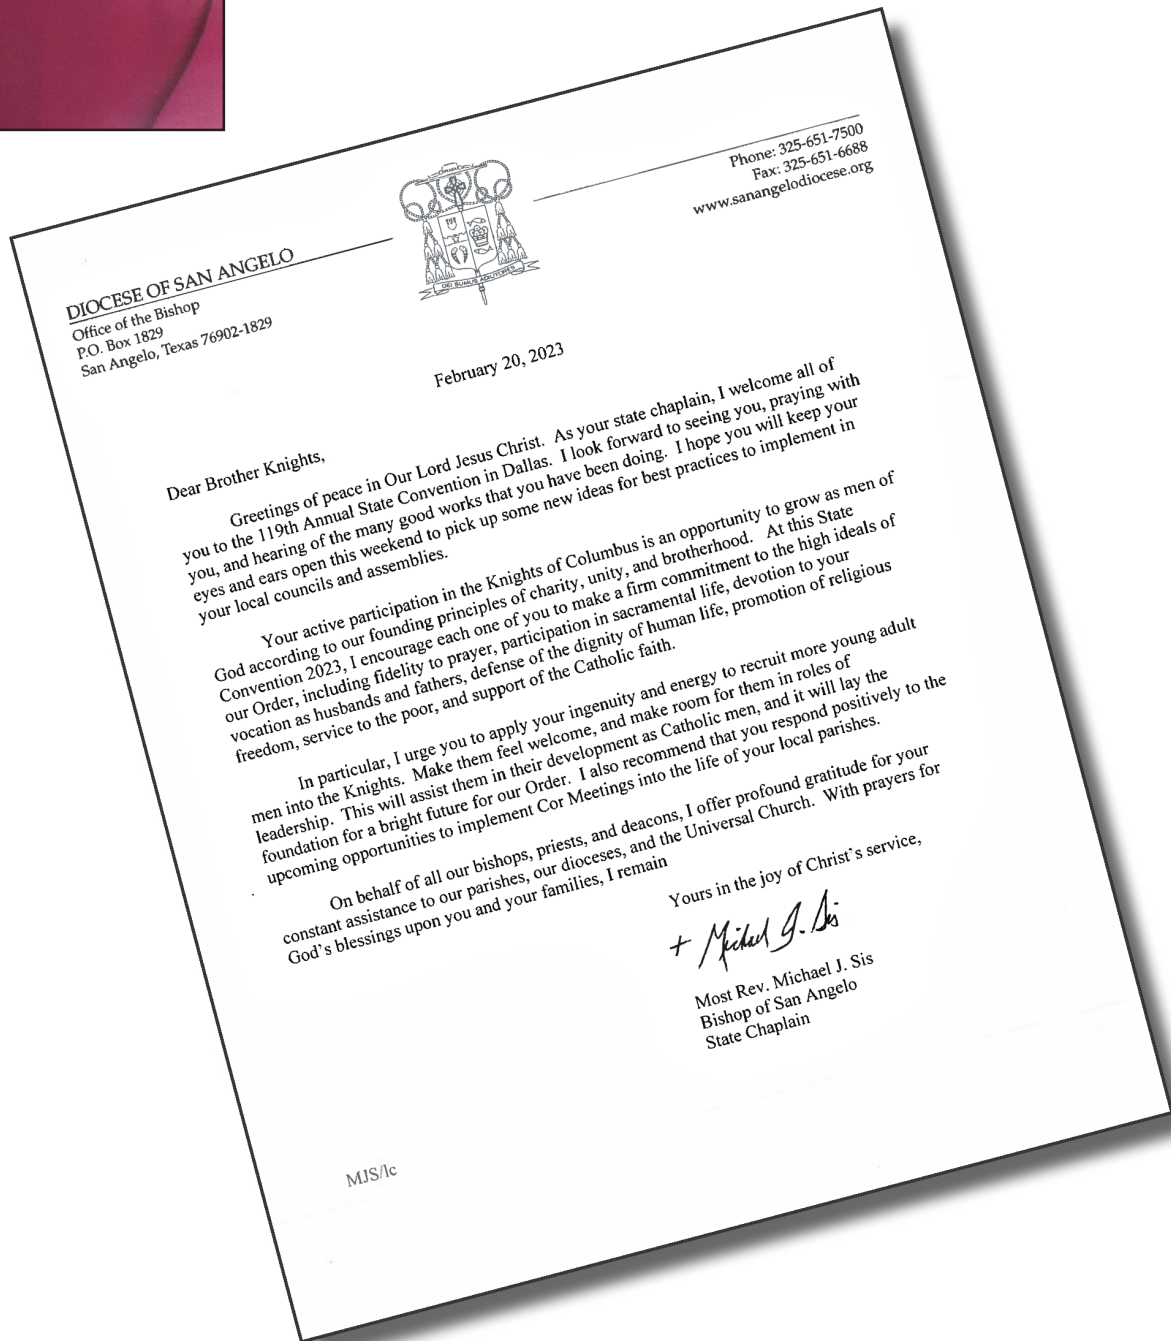 DIOCESE OF SAN ANGELO
Office of the Bishop
P.O. Box 1829
San Angelo, Texas 76902-1829
DEI SUMUS ADIUTORES
Phone: 325-651-7500
Fax: 325-651-6688
www.sanangelodiocese.org
February 20, 2023
Dear Brother Knights,
Greetings of peace in Our Lord Jesus Christ. As your state chaplain, I welcome all of
you to the 119th Annual State Convention in Dallas. I look forward to seeing you, praying with
you, and hearing of the many good works that you have been doing. I hope you will keep your
eyes and ears open this weekend to pick up some new ideas for best practices to implement in
your local councils and assemblies.
Your active participation in the Knights of Columbus is an opportunity to grow as men of
God according to our founding principles of charity, unity, and brotherhood. At this State
Convention 2023, I encourage each one of you to make a firm commitment to the high ideals of
our Order, including fidelity to prayer, participation in sacramental life, devotion to your
vocation as husbands and fathers, defense of the dignity of human life, promotion of religious
freedom, service to the poor, and support of the Catholic faith.
In particular, I urge you to apply your ingenuity and energy to recruit more young adult
men into the Knights. Make them feel welcome, and make room for them in roles of
leadership. This will assist them in their development as Catholic men, and it will lay the
foundation for a bright future for our Order. I also recommend that you respond positively to the
upcoming opportunities to implement Cor Meetings into the life of your local parishes.
On behalf of all our bishops, priests, and deacons, I offer profound gratitude for your
constant assistance to our parishes, our dioceses, and the Universal Church. With prayers for
God's blessings upon you and your families, I remain
Yours in the joy of Christ's service,
+ Michael J. Sis
Most Rev. Michael J. Sis
Bishop of San Angelo
State Chaplain
MJS/lc